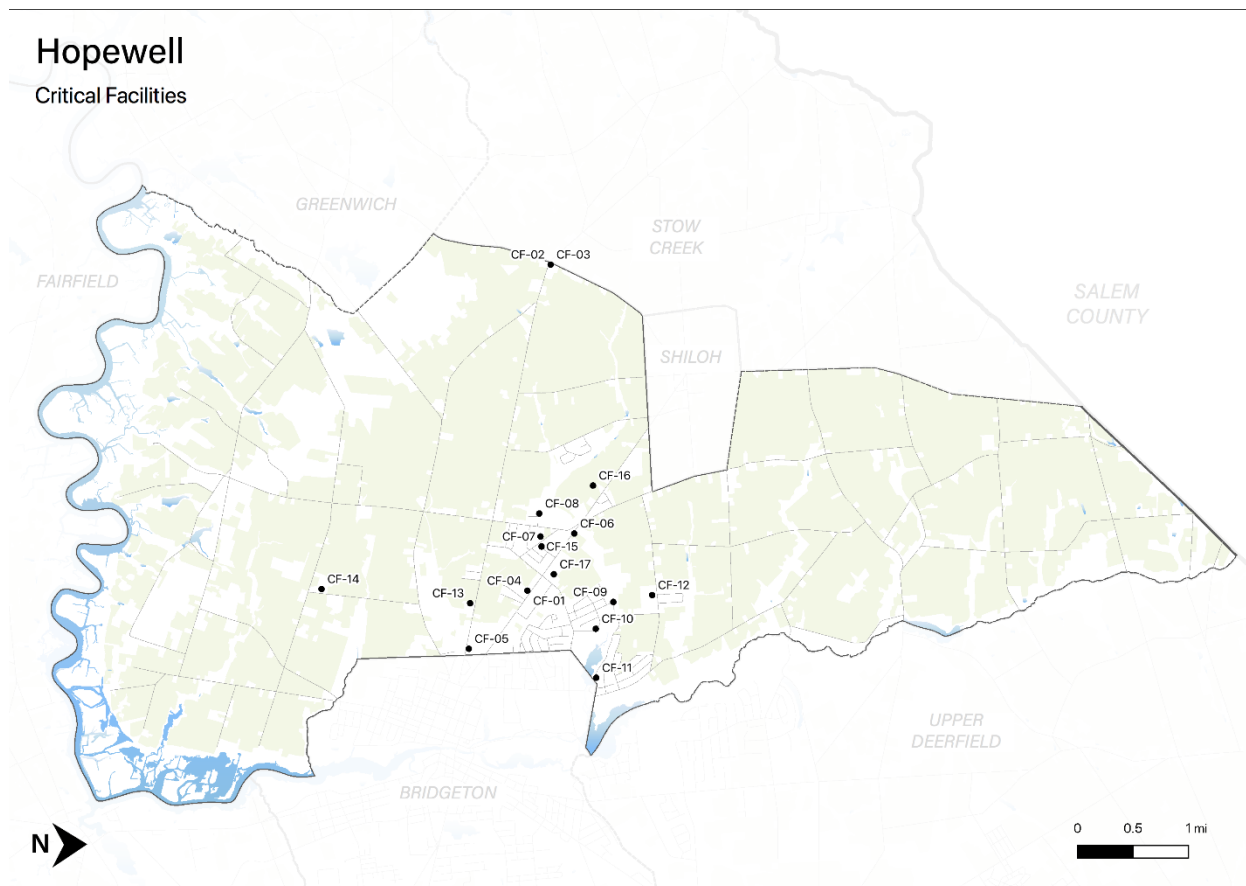 Hopewell
Critical Facilities
GREENWICH
STOW
CREEK
CF-02 CF-03
FAIRFIELD
SALEM
COUNTY
SHILOH
CF-16
CF-08
CF-06
CF-07
CF-15
CF-17
CF-14
CF-04
CF-09
CF-12
CF-13
CF-01
CF-10
CF-05
CF-11
UPPER
DEERFIELD
BRIDGETON
N
0 0.5 1 mi